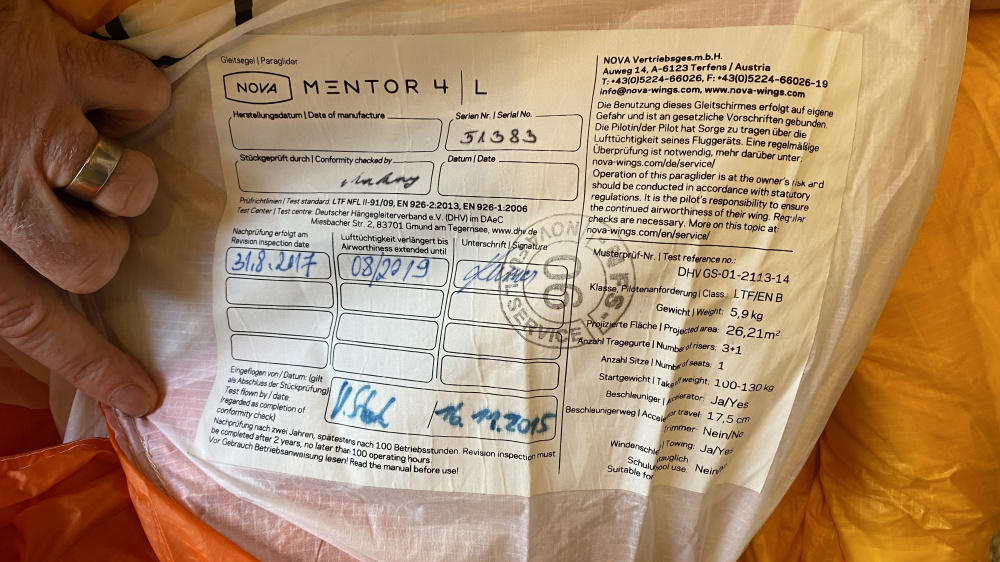 Gleitsegel | Paraglider
NOVA MENTOR 4 | L
Herstellungsdatum | Date of manufacture
Serien Nr. | Serial No.
51383
Stückgeprüft durch | Conformity checked by
Datum | Date
Prüfrichtlinien | Test standard: LTF NFL II-91/09, EN 926-2:2013, EN 926-1:2006
Test Center | Test centre: Deutscher Hängegleiterverband e.V. (DHV) im DAeC
Miesbacher Str. 2, 83701 Gmund am Tegernsee, www.dhv.de
Nachprüfung erfolgt am
Revision inspection date
Lufttüchtigkeit verlängert bis
Airworthiness extended until
Unterschrift | Signature
31.8.2017
08/2019
Eingeflogen von / Datum: (gilt
als Abschluss der Stückprüfung)
Test flown by / date:
(regarded as completion of
conformity check)
/ 16.11.2015
Nachprüfung nach zwei Jahren, spätestens nach 100 Betriebsstunden. Revision inspection must
be completed after 2 years, no later than 100 operating hours.
Vor Gebrauch Betriebsanweisung lesen! Read the manual before use!
NOVA Vertriebsges.m.b.H.
Auweg 14, A-6123 Terfens / Austria
T: +43(0)5224-66026, F: +43(0)5224-66026-19
info@nova-wings.com, www.nova-wings.com
Die Benutzung dieses Gleitschirmes erfolgt auf eigene
Gefahr und ist an gesetzliche Vorschriften gebunden.
Die Pilotin/der Pilot hat Sorge zu tragen über die
Lufttüchtigkeit seines Fluggeräts. Eine regelmäßige
Überprüfung ist notwendig, mehr darüber unter:
nova-wings.com/de/service/
Operation of this paraglider is at the owner's risk and
should be conducted in accordance with statutory
regulations. It is the pilot's responsibility to ensure
the continued airworthiness of their wing. Regular
checks are necessary. More on this topic at:
nova-wings.com/en/service/
Musterprüf-Nr. | Test reference no.:
DHV GS-01-2113-14
Klasse, Pilotenanforderung | Class: LTF/EN B
Gewicht | Weight: 5,9 kg
Projizierte Fläche | Projected area: 26,21m²
Anzahl Tragegurte | Number of risers: 3+1
Anzahl Sitze | Number of seats: 1
Startgewicht | Take weight: 100-130 kg
Beschleuniger | Accelerator: Ja/Yes
Beschleunigerweg | Accelerator travel: 17,5 cm
Trimmer: Nein/No
Windenschl | Towing: Ja/Yes
Suitable for
SERVICE
06